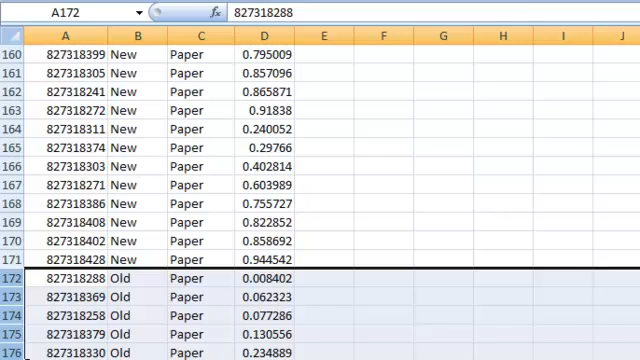 A172 fx 827318288
A B C D E F G H I J
160 827318399 New Paper 0.795009
161 827318305 New Paper 0.857096
162 827318241 New Paper 0.865871
163 827318272 New Paper 0.91838
164 827318311 New Paper 0.240052
165 827318374 New Paper 0.29766
166 827318303 New Paper 0.402814
167 827318271 New Paper 0.603989
168 827318386 New Paper 0.755727
169 827318408 New Paper 0.822852
170 827318402 New Paper 0.858692
171 827318428 New Paper 0.944542
172 827318288 Old Paper 0.008402
173 827318369 Old Paper 0.062323
174 827318258 Old Paper 0.077286
175 827318379 Old Paper 0.130556
176 827318330 Old Paper 0.234889